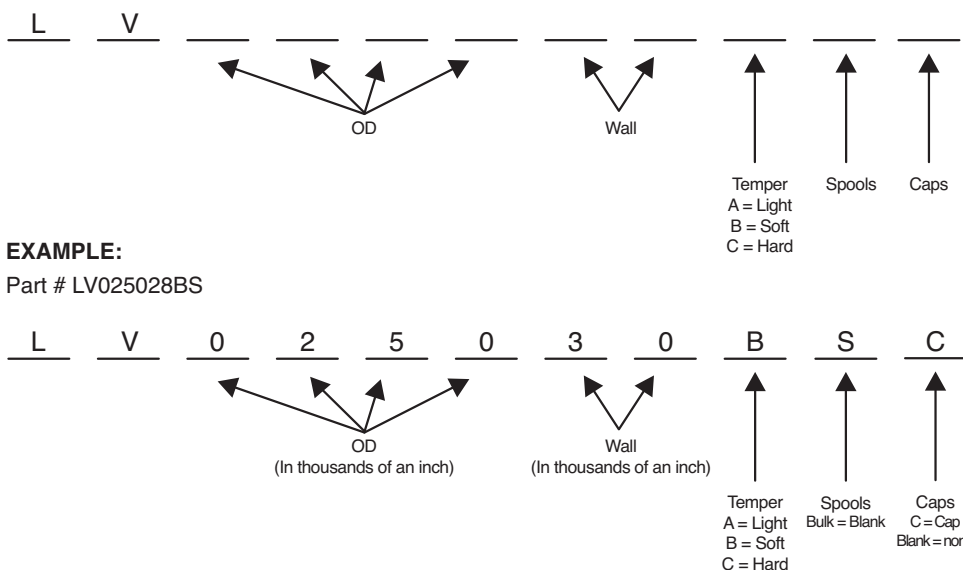 L V
OD Wall
Temper Spools Caps
A = Light
B = Soft
C = Hard
EXAMPLE:
Part # LV025028BS
L V 0 2 5 0 3 0 B S C
OD Wall
(In thousands of an inch) (In thousands of an inch)
Temper Spools Caps
A = Light Bulk = Blank C = Cap
B = Soft Blank =
C = Hard